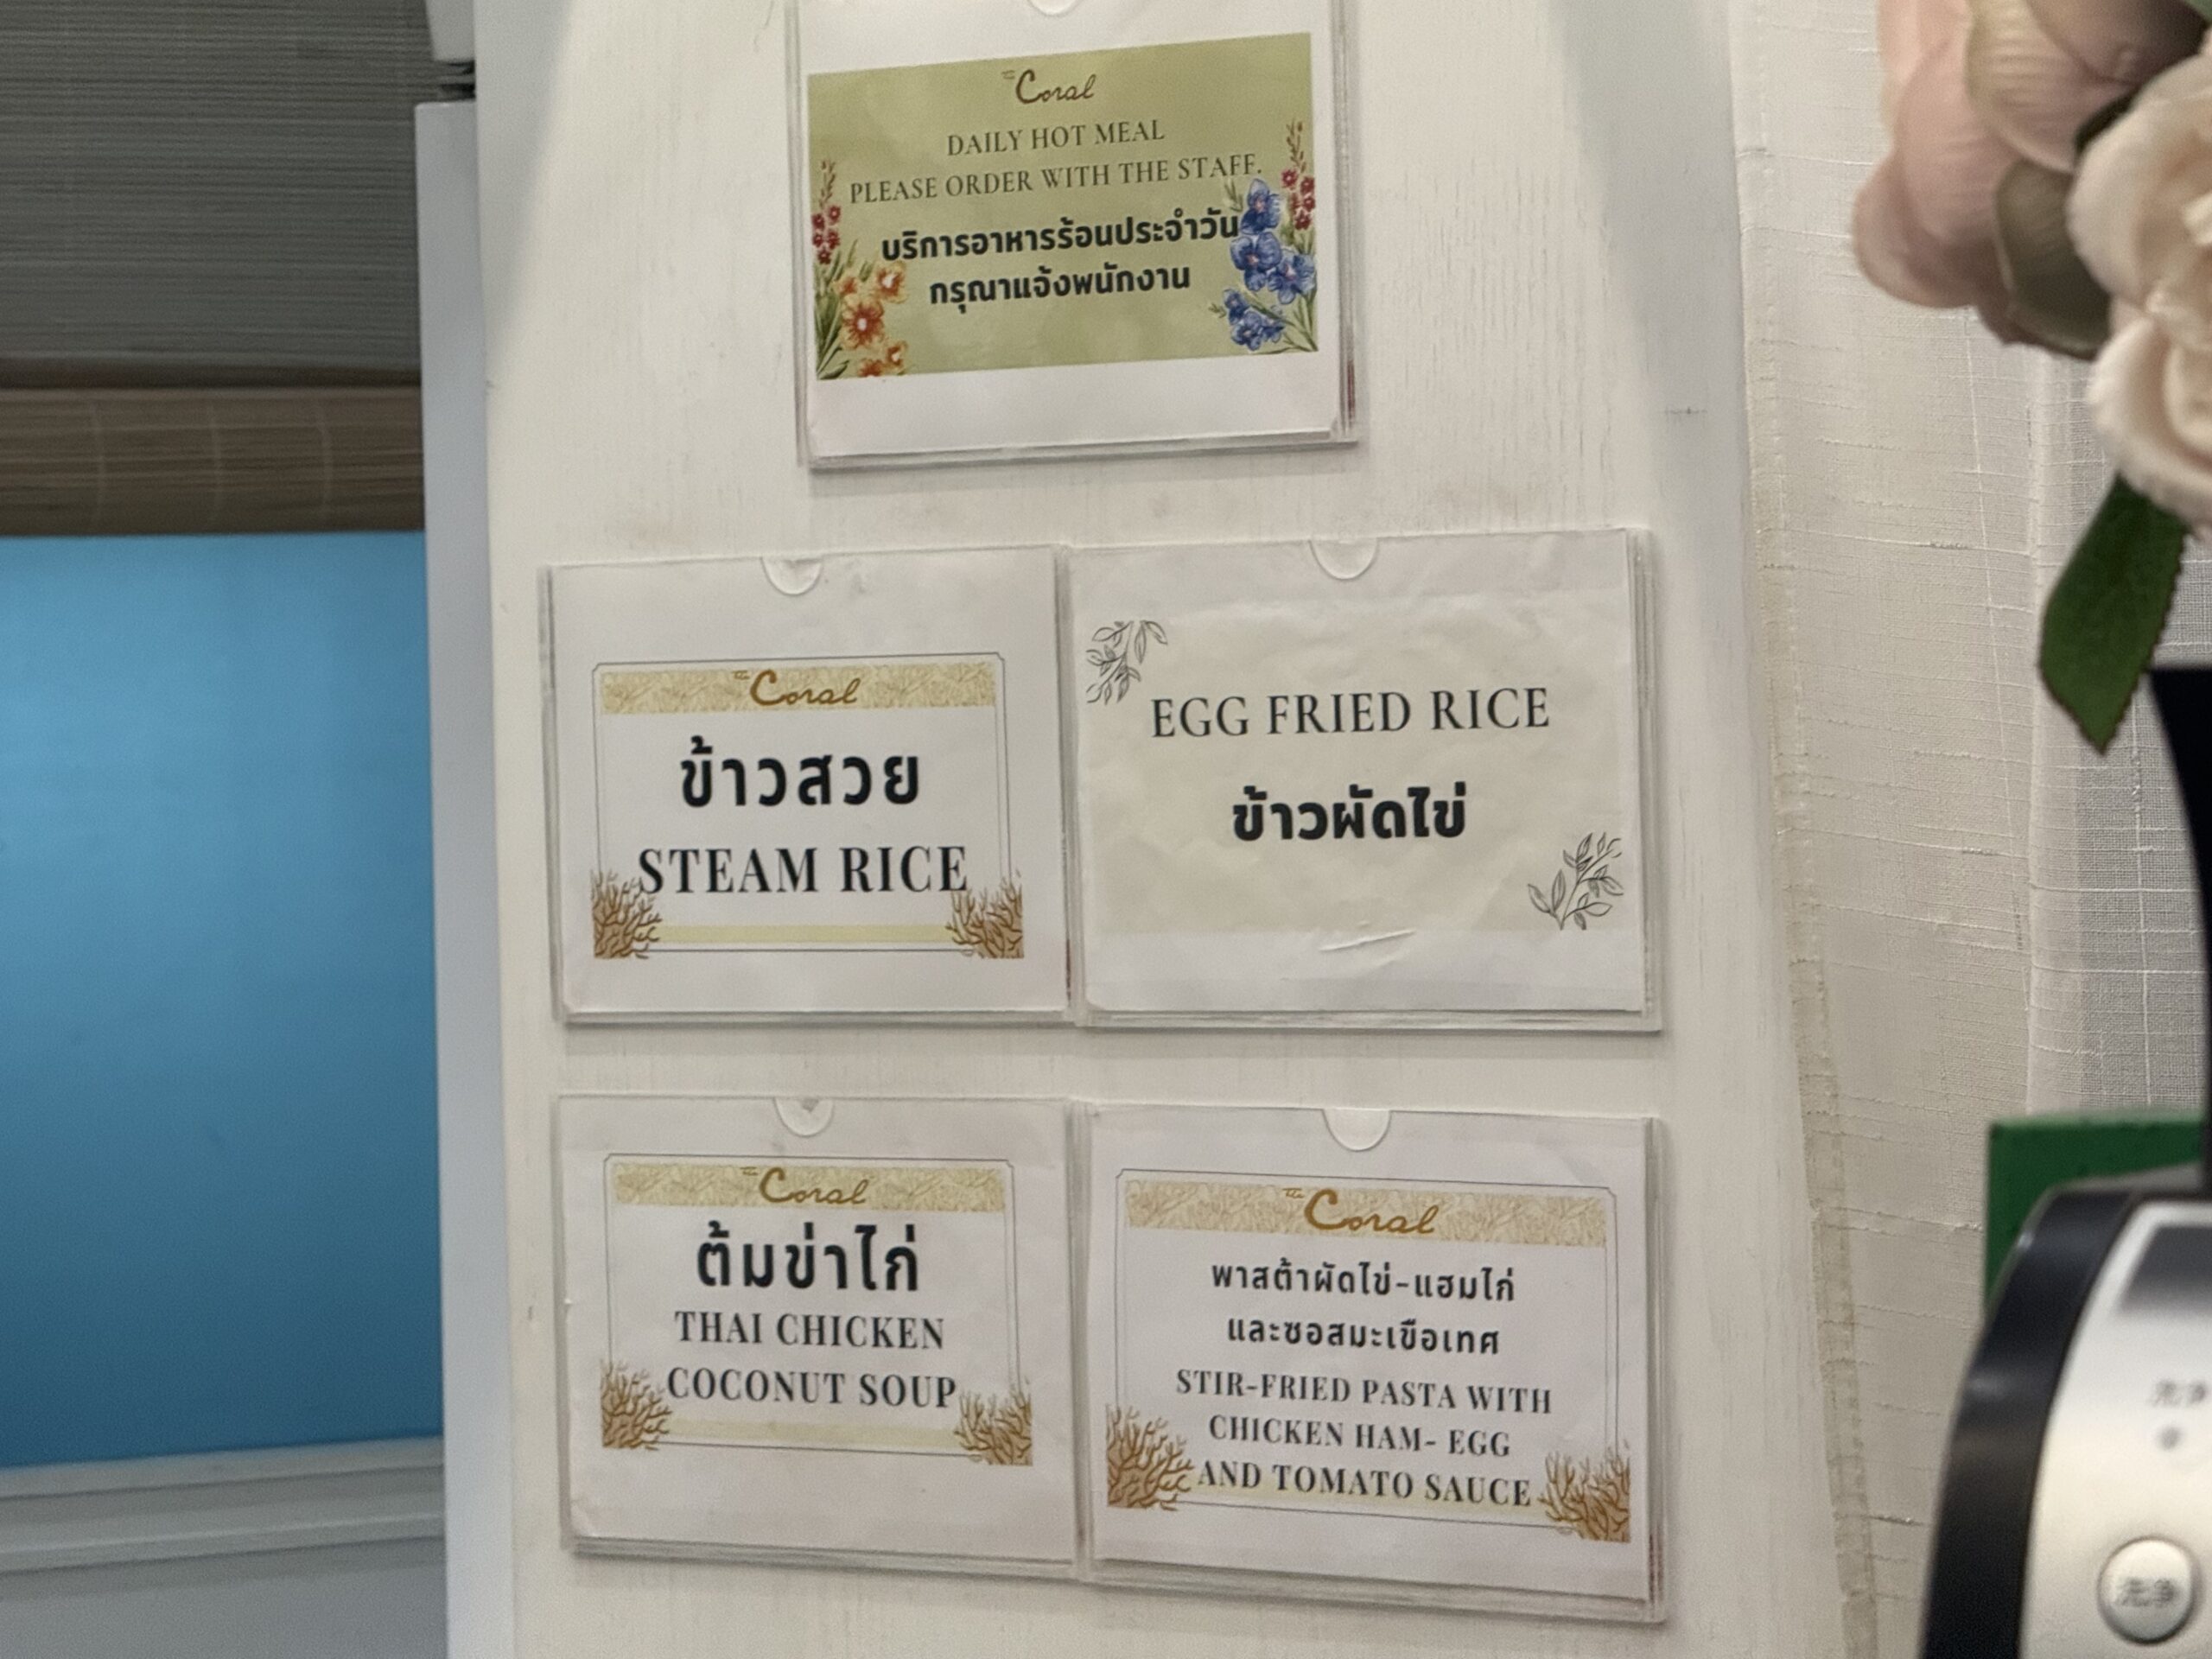 The Coral
DAILY HOT MEAL
PLEASE ORDER WITH THE STAFF.
บริการอาหารร้อนประจำวัน
กรุณาแจ้งพนักงาน
The Coral
ข้าวสวย
STEAM RICE
EGG FRIED RICE
ข้าวผัดไข่
The Coral
ต้มข่าไก่
THAI CHICKEN
COCONUT SOUP
The Coral
พาสต้าผัดไข่-แฮมไก่
และซอสมะเขือเทศ
STIR-FRIED PASTA WITH
CHICKEN HAM- EGG
AND TOMATO SAUCE